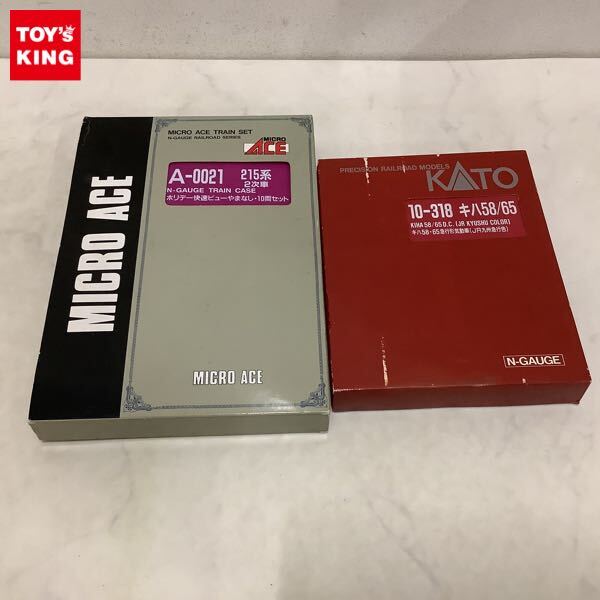 TOY'S
KING
MICRO ACE TRAIN SET
N-GAUGE RAILROAD SERIES
MICRO
ACE
A-0021 215系
2次車
N-GAUGE TRAIN CASE
ホリデー快速ビューやまなし・10両セット
MICRO ACE
MICRO ACE
PRECISION RAILROAD MODELS
KATO
10-318 キハ58/65
KIHA 58/65 D.C. (JR KYUSHU COLOR)
キハ58・65急行形気動車(JR九州急行色)
N-GAUGE